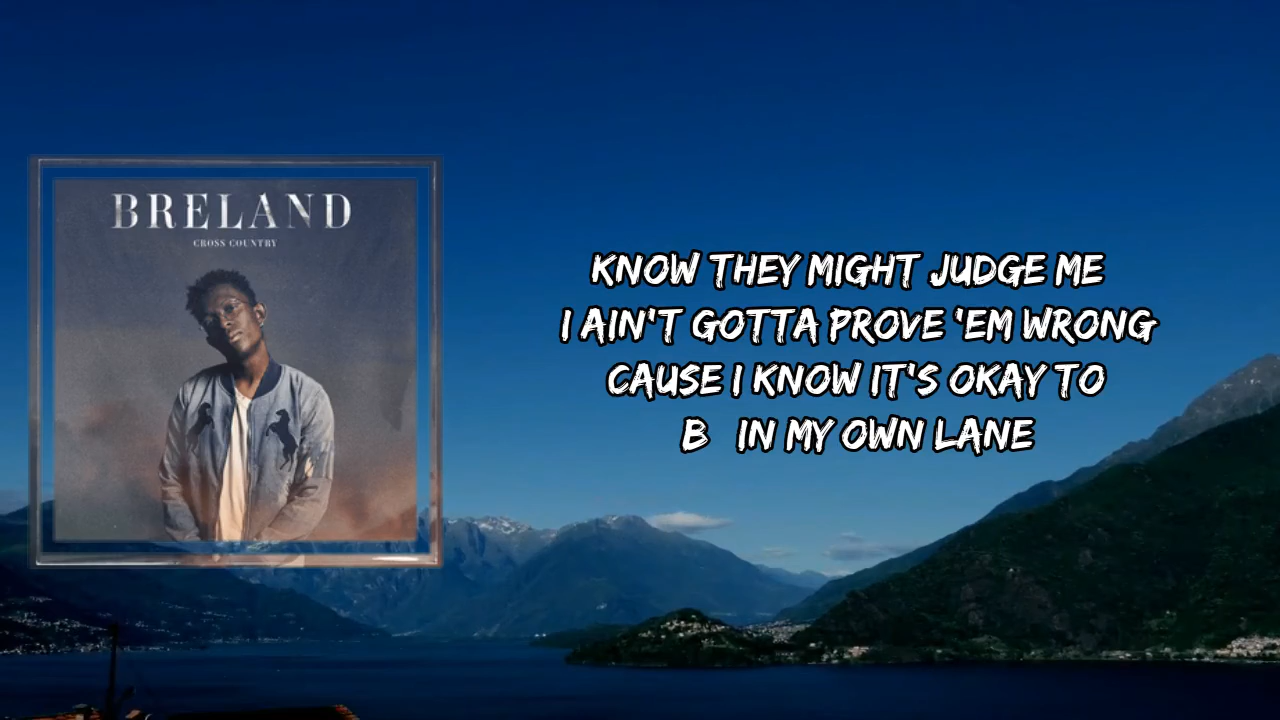 BRELAND
CROSS COUNTRY
KNOW THEY MIGHT JUDGE ME
I AIN'T GOTTA PROVE 'EM WRONG
CAUSE I KNOW IT'S OKAY TO
B IN MY OWN LANE